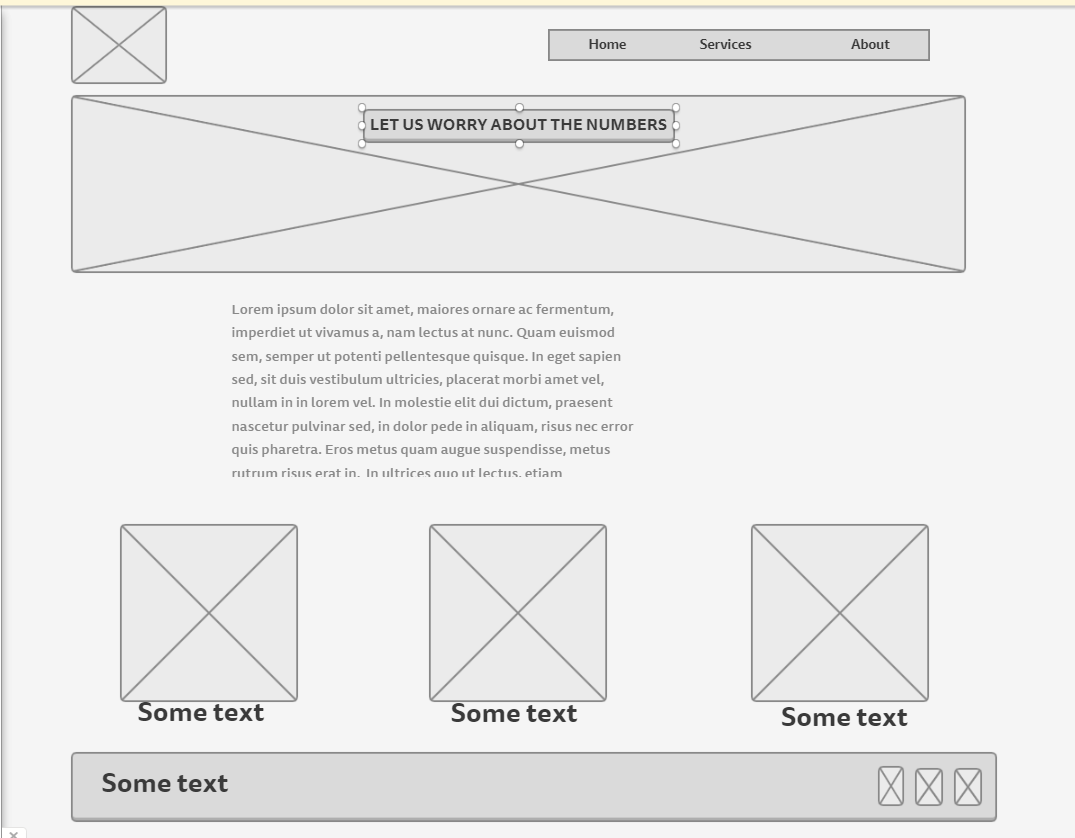 Home Services About
LET US WORRY ABOUT THE NUMBERS
Lorem ipsum dolor sit amet, maiores ornare ac fermentum,
imperdiet ut vivamus a, nam lectus at nunc. Quam euismod
sem, semper ut potenti pellentesque quisque. In eget sapien
sed, sit duis vestibulum ultricies, placerat morbi amet vel,
nullam in in lorem vel. In molestie elit dui dictum, praesent
nascetur pulvinar sed, in dolor pede in aliquam, risus nec error
quis pharetra. Eros metus quam augue suspendisse, metus
rutrum risus erat in. In ultrices quo ut lectus, etiam
Some text Some text Some text
Some text